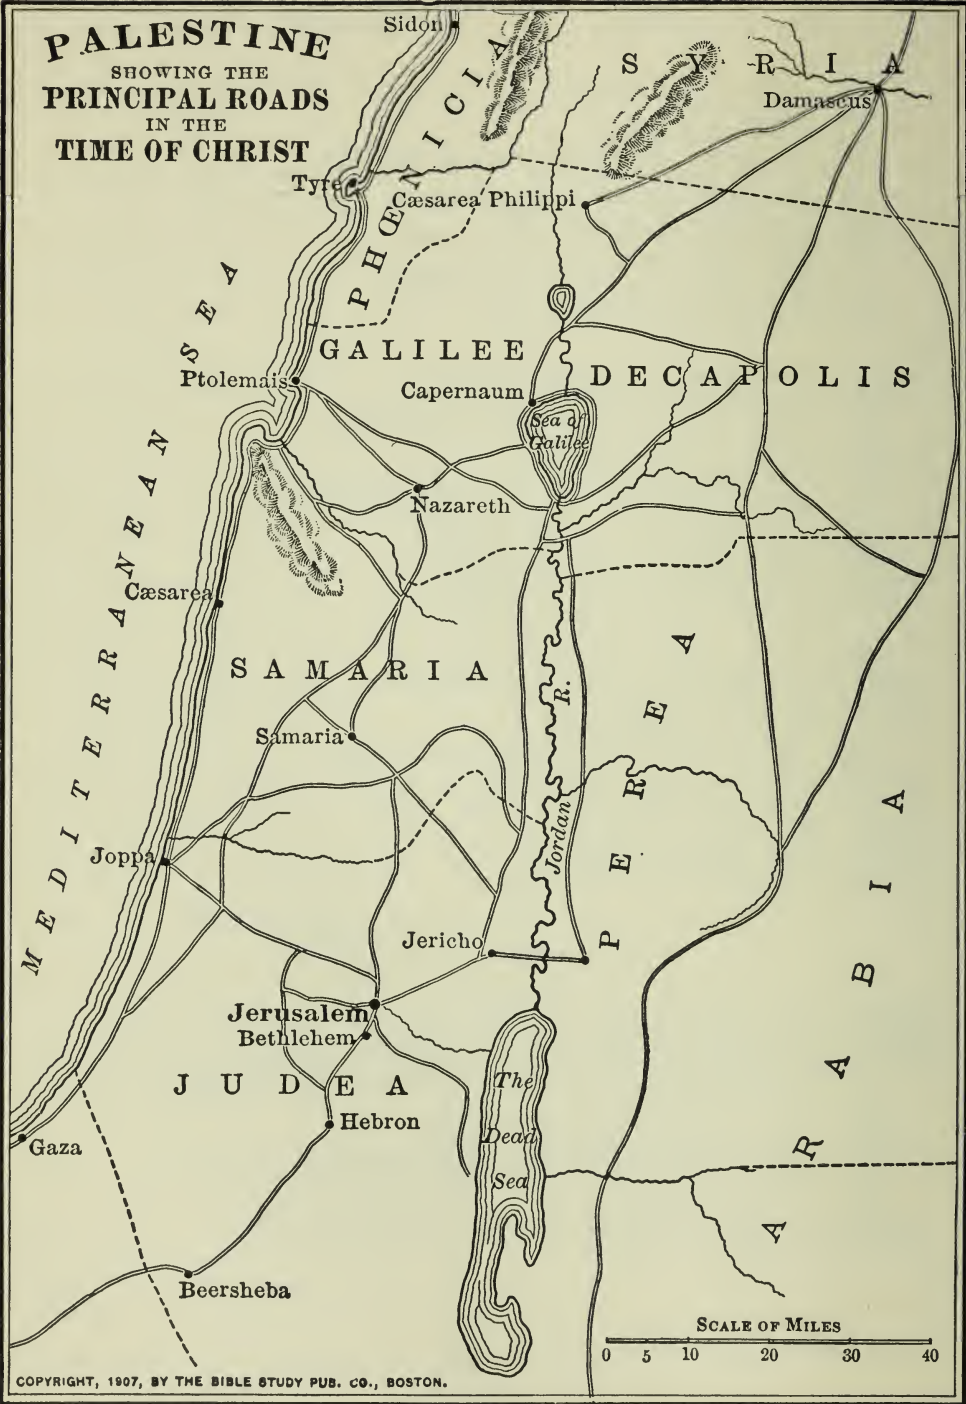 PALESTINE
SHOWING THE
PRINCIPAL ROADS
IN THE
TIME OF CHRIST
Sidon
PHŒNICIA
SYRIA
Damascus
Tyre
Cæsarea Philippi
MEDITERRANEAN SEA
GALILEE
Ptolemais
Capernaum
DECAPOLIS
Sea of
Galilee
Nazareth
Cæsarea
SAMARIA
Samaria
Jordan R.
PEREA
Joppa
Jericho
Jerusalem
Bethlehem
JUDEA
ARABIA
The
Dead
Sea
Hebron
Gaza
Beersheba
SCALE OF MILES
0 5 10 20 30 40
COPYRIGHT, 1907, BY THE BIBLE STUDY PUB. CO., BOSTON.